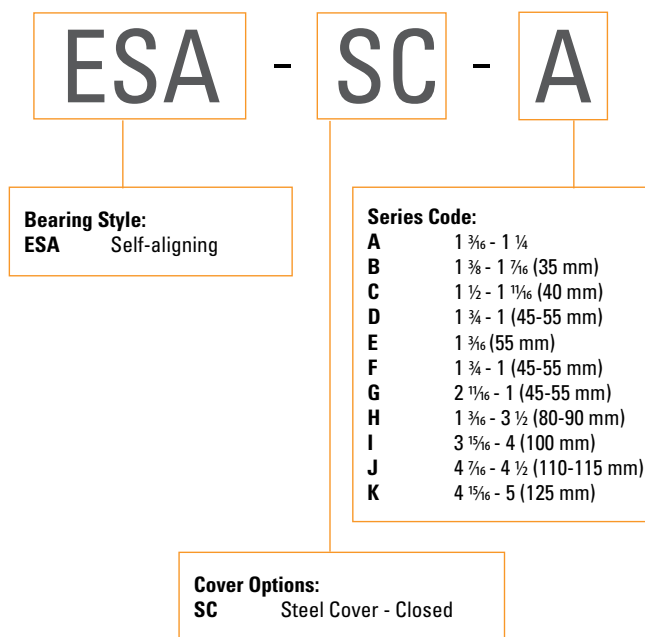 ESA - SC - A
Bearing Style:
ESA Self-aligning
Series Code:
A 1 3⁄16 - 1 ¼
B 1 ⅜ - 1 7⁄16 (35 mm)
C 1 ½ - 1 11⁄16 (40 mm)
D 1 ¾ - 1 (45-55 mm)
E 1 3⁄16 (55 mm)
F 1 ¾ - 1 (45-55 mm)
G 2 11⁄16 - 1 (45-55 mm)
H 1 3⁄16 - 3 ½ (80-90 mm)
I 3 15⁄16 - 4 (100 mm)
J 4 7⁄16 - 4 ½ (110-115 mm)
K 4 15⁄16 - 5 (125 mm)
Cover Options:
SC Steel Cover - Closed